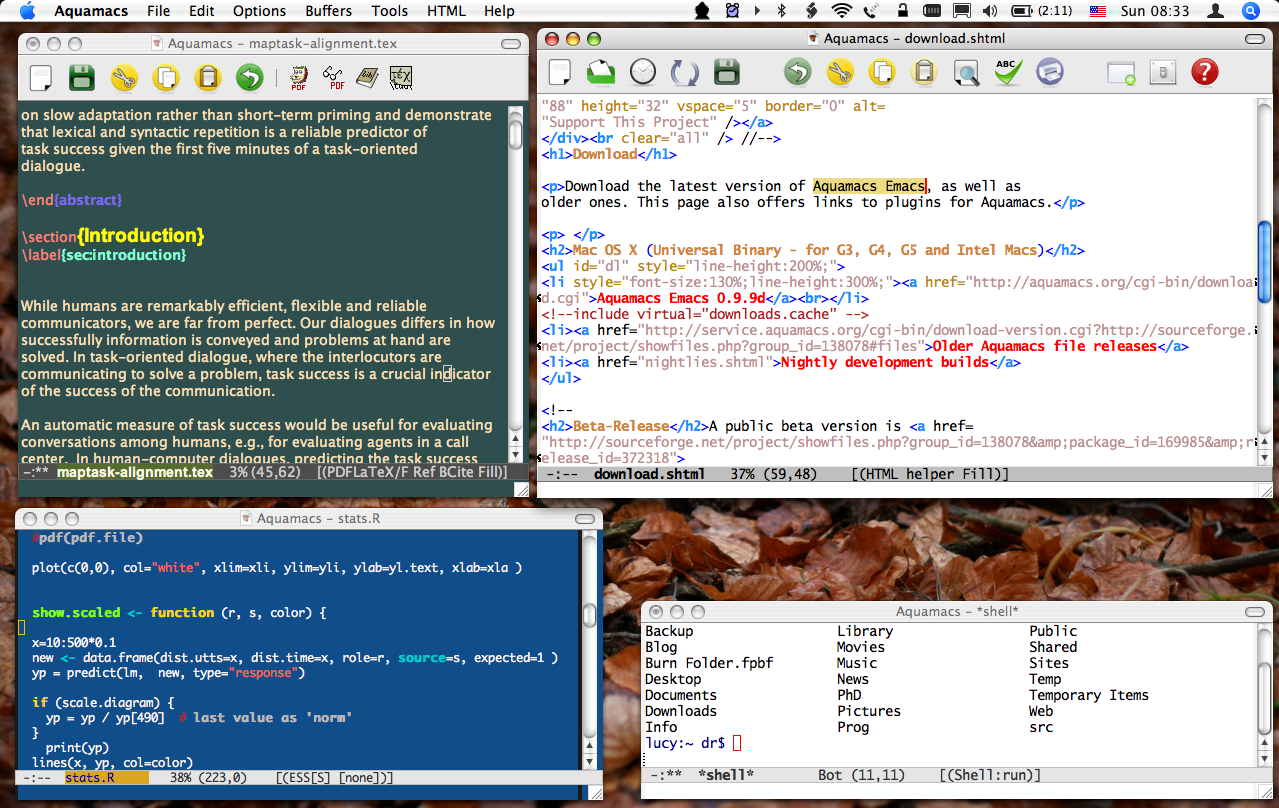 Aquamacs File Edit Options Buffers Tools HTML Help (2:11) Sun 08:33
Aquamacs – maptask-alignment.tex
PDF PDF
on slow adaptation rather than short-term priming and demonstrate
that lexical and syntactic repetition is a reliable predictor of
task success given the first five minutes of a task-oriented
dialogue.
\end{abstract}
\section{Introduction}
\label{sec:introduction}
While humans are remarkably efficient, flexible and reliable
communicators, we are far from perfect. Our dialogues differs in how
successfully information is conveyed and problems at hand are
solved. In task-oriented dialogue, where the interlocutors are
communicating to solve a problem, task success is a crucial indicator
of the success of the communication.
An automatic measure of task success would be useful for evaluating
conversations among humans, e.g., for evaluating agents in a call
center. In human-computer dialogues, predicting the task success
-:** maptask-alignment.tex 3% (45,62) [(PDFLaTeX/F Ref BCite Fill)]
Aquamacs – download.shtml
ABC
"88" height="32" vspace="5" border="0" alt=
"Support This Project" /></a>
</div><br clear="all" /> //-->
<h1>Download</h1>
<p>Download the latest version of Aquamacs Emacs, as well as
older ones. This page also offers links to plugins for Aquamacs.</p>
<p> </p>
<h2>Mac OS X (Universal Binary - for G3, G4, G5 and Intel Macs)</h2>
<ul id="dl" style="line-height:200%;">
<li style="font-size:130%;line-height:300%;"><a href="http://aquamacs.org/cgi-bin/downloa
d.cgi">Aquamacs Emacs 0.9.9d</a><br></li>
<!--include virtual="downloads.cache" -->
<li><a href="http://service.aquamacs.org/cgi-bin/download-version.cgi?http://sourceforge.
net/project/showfiles.php?group_id=138078#files">Older Aquamacs file releases</a>
<li><a href="nightlies.shtml">Nightly development builds</a>
</ul>
<!--
<h2>Beta-Release</h2>A public beta version is <a href=
"http://sourceforge.net/project/showfiles.php?group_id=138078&amp;package_id=169985&amp;r
elease_id=372318">
-:-- download.shtml 37% (59,48) [(HTML helper Fill)]
Aquamacs – stats.R
#pdf(pdf.file)
plot(c(0,0), col="white", xlim=xli, ylim=yli, ylab=yl.text, xlab=xla )
show.scaled <- function (r, s, color) {
x=10:500*0.1
new <- data.frame(dist.utts=x, dist.time=x, role=r, source=s, expected=1 )
yp = predict(lm, new, type="response")
if (scale.diagram) {
yp = yp / yp[490] # last value as 'norm'
}
print(yp)
lines(x, yp, col=color)
-:-- stats.R 38% (223,0) [(ESS[S] [none])]
Aquamacs – *shell*
Backup Library Public
Blog Movies Shared
Burn Folder.fpbf Music Sites
Desktop News Temp
Documents PhD Temporary Items
Downloads Pictures Web
Info Prog src
lucy:~ dr$
-:** *shell* Bot (11,11) [(Shell:run)]